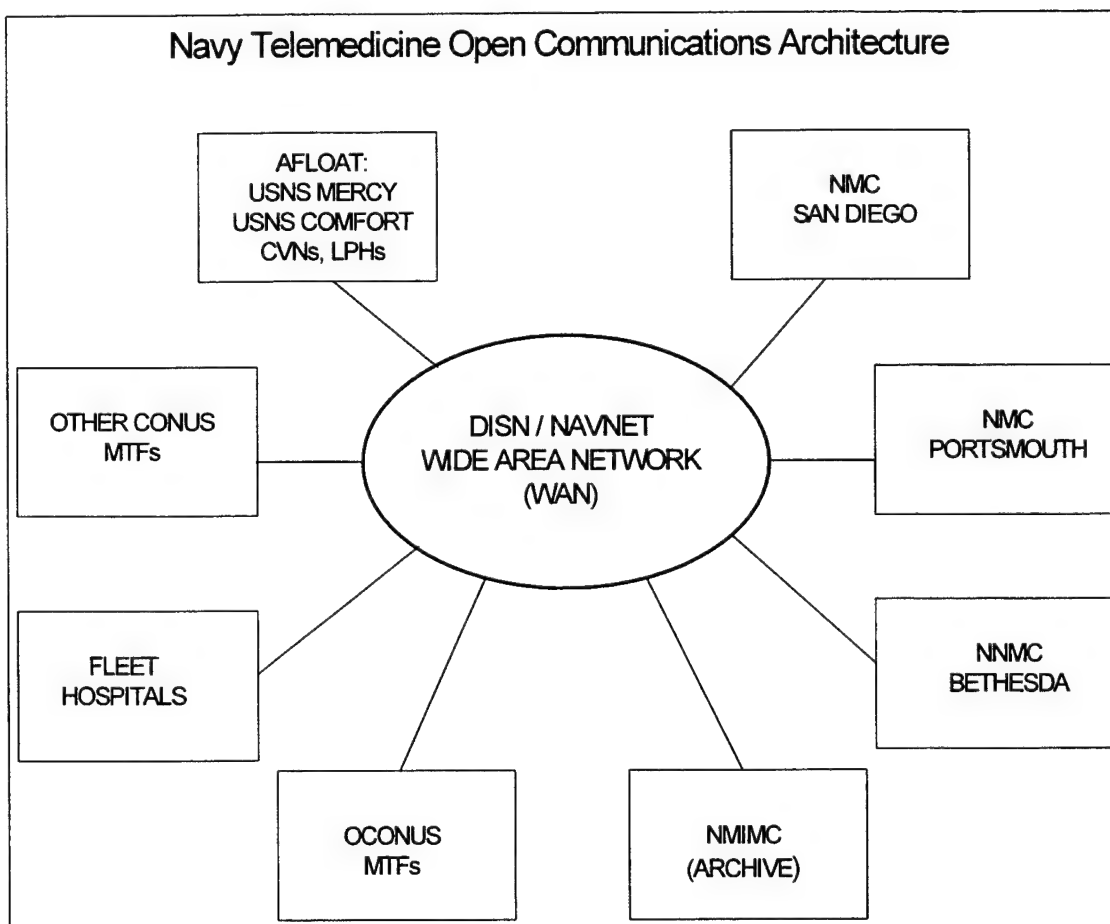 Navy Telemedicine Open Communications Architecture
AFLOAT:
USNS MERCY
USNS COMFORT
CVNs, LPHs
NMC
SAN DIEGO
OTHER CONUS
MTFs
DISN / NAVNET
WIDE AREA NETWORK
(WAN)
NMC
PORTSMOUTH
FLEET
HOSPITALS
NNMC
BETHESDA
OCONUS
MTFs
NMIMC
(ARCHIVE)